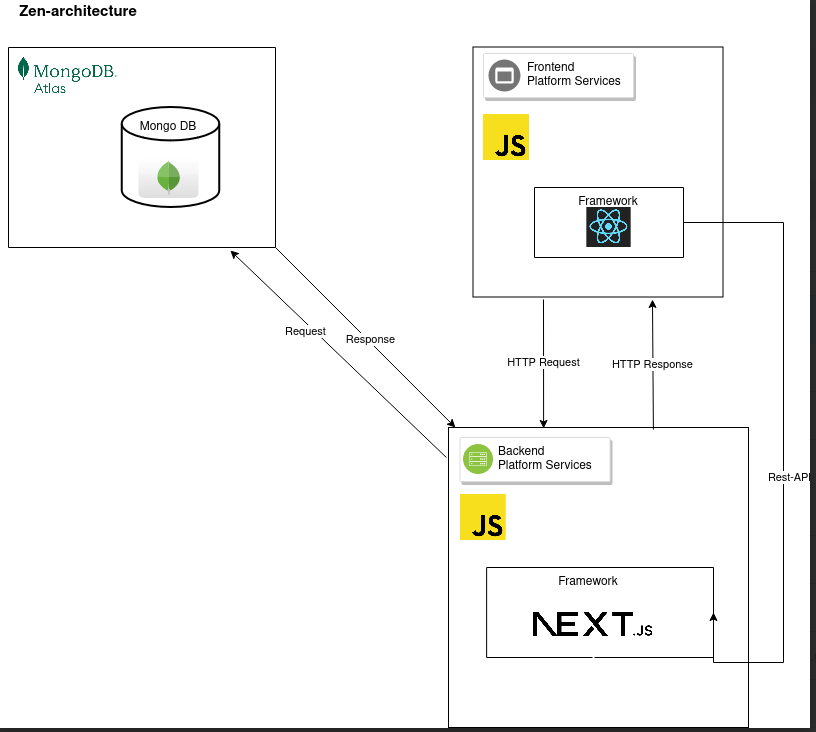 Zen-architecture
MongoDB.
Atlas
Mongo DB
Frontend
Platform Services
JS
Framework
Request
Response
HTTP Request
HTTP Response
Backend
Platform Services
JS
Rest-API
Framework
NEXT.JS